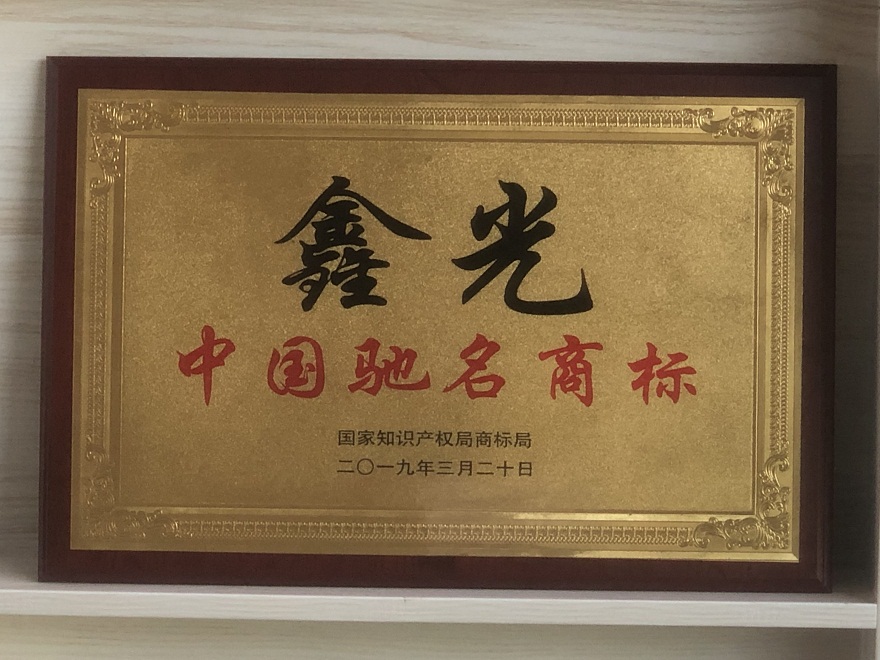 鑫光
中国驰名商标
国家知识产权局商标局
二〇一九年三月二十日